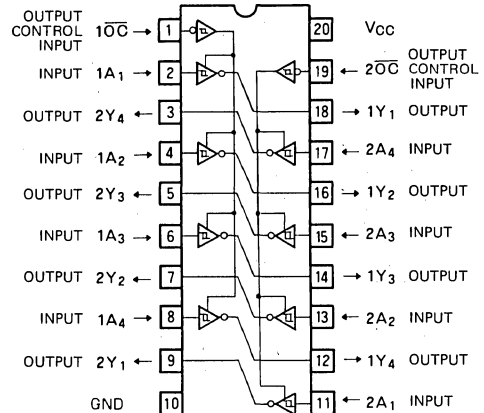 OUTPUT
CONTROL 1O̅C̅ → 1
INPUT
INPUT 1A₁ → 2
OUTPUT 2Y₄ ← 3
INPUT 1A₂ → 4
OUTPUT 2Y₃ ← 5
INPUT 1A₃ → 6
OUTPUT 2Y₂ ← 7
INPUT 1A₄ → 8
OUTPUT 2Y₁ ← 9
GND 10
20 Vcc
OUTPUT
19 ← 2O̅C̅ CONTROL
INPUT
18 → 1Y₁ OUTPUT
17 ← 2A₄ INPUT
16 → 1Y₂ OUTPUT
15 ← 2A₃ INPUT
14 → 1Y₃ OUTPUT
13 ← 2A₂ INPUT
12 → 1Y₄ OUTPUT
11 ← 2A₁ INPUT